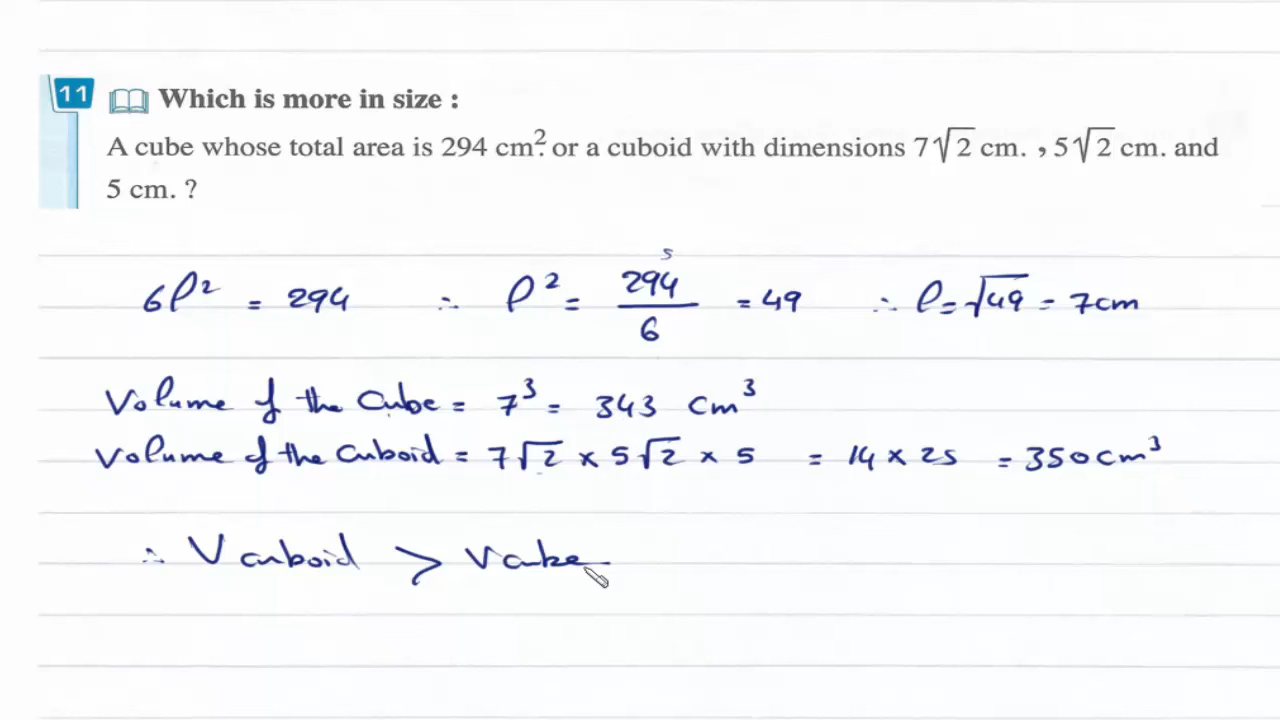 11 Which is more in size :
A cube whose total area is 294 cm². or a cuboid with dimensions 7√2 cm. , 5√2 cm. and
5 cm. ?
6ℓ² = 294 ∴ ℓ² = 294/6 = 49 ∴ ℓ = √49 = 7cm
Volume of the Cube = 7³ = 343 cm³
Volume of the Cuboid = 7√2 × 5√2 × 5 = 14 × 25 = 350 cm³
∴ V cuboid > V cube